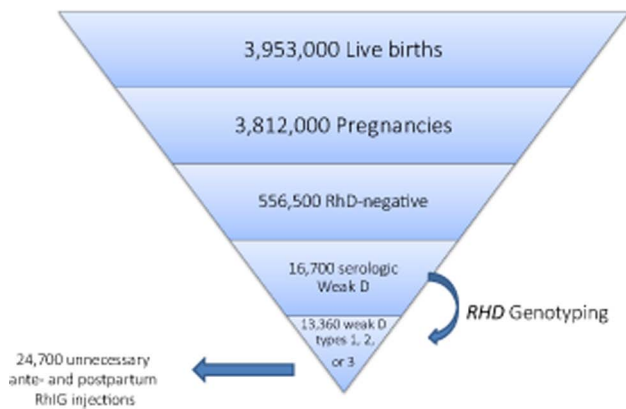 3,953,000 Live births
3,812,000 Pregnancies
556,500 RhD-negative
16,700 serologic
Weak D
RHD Genotyping
13,360 weak D
types 1, 2,
or 3
24,700 unnecessary
ante- and postpartum
RhIG injections